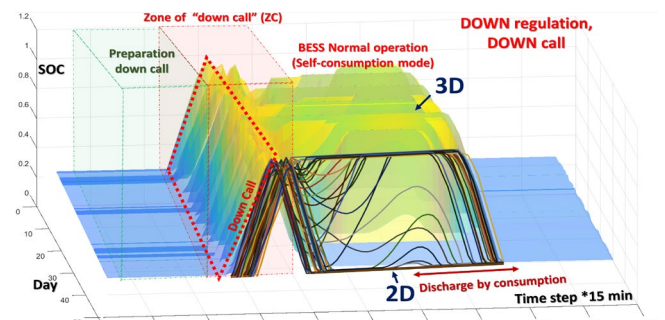 Zone of “down call” (ZC)
DOWN regulation,
DOWN call
1.2
1
0.8
0.6
0.4
0.2
0
SOC
Preparation
down call
BESS Normal operation
(Self-consumption mode)
3D
Down Call
0
10
20
30
40
Day
2D
Discharge by consumption
Time step *15 min